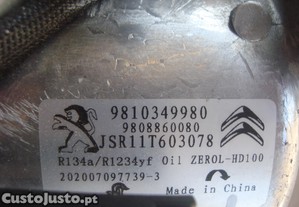 9810349980
9808860080
JSR11T603078
R134a/R1234yf Oil ZEROL-HD100
202007097739-3 Made in China
CustoJusto.pt